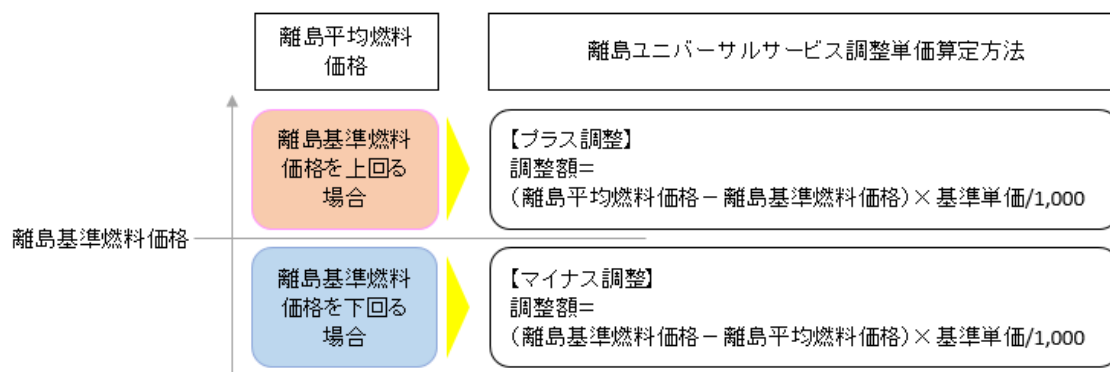 離島平均燃料
価格
離島ユニバーサルサービス調整単価算定方法
離島基準燃料
価格を上回る
場合
【プラス調整】
調整額=
(離島平均燃料価格-離島基準燃料価格)×基準単価/1,000
離島基準燃料価格
離島基準燃料
価格を下回る
場合
【マイナス調整】
調整額=
(離島基準燃料価格-離島平均燃料価格)×基準単価/1,000